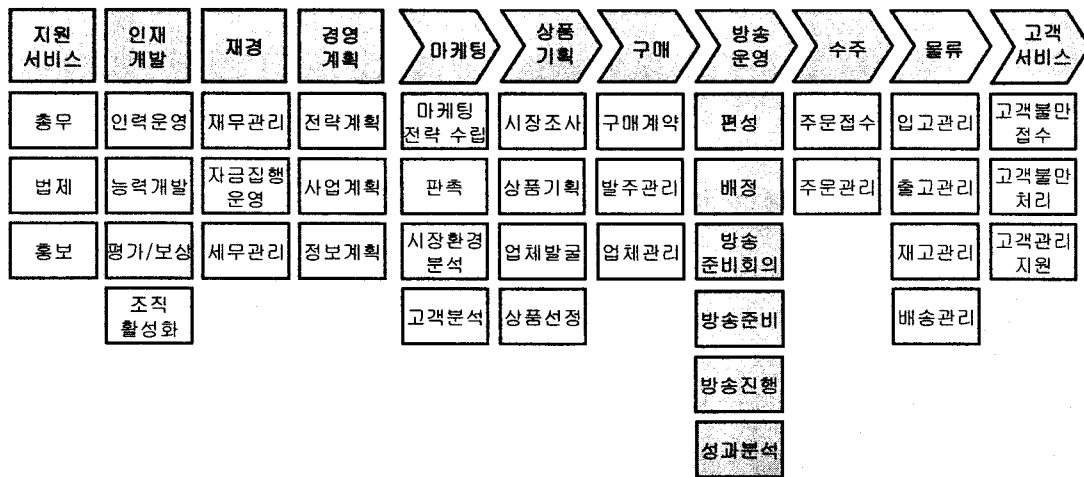 지원
서비스
인재
개발
재경
경영
계획
마케팅
상품
기획
구매
방송
운영
수주
물류
고객
서비스
총무
인력운영
재무관리
전략계획
마케팅
전략 수립
시장조사
구매계약
편성
주문접수
입고관리
고객불만
접수
법제
능력개발
자금집행
운영
사업계획
판촉
상품기획
발주관리
배정
주문관리
출고관리
고객불만
처리
홍보
평가/보상
세무관리
정보계획
시장환경
분석
업체발굴
업체관리
방송
준비회의
재고관리
고객관리
지원
조직
활성화
고객분석
상품선정
방송준비
배송관리
방송진행
성과분석